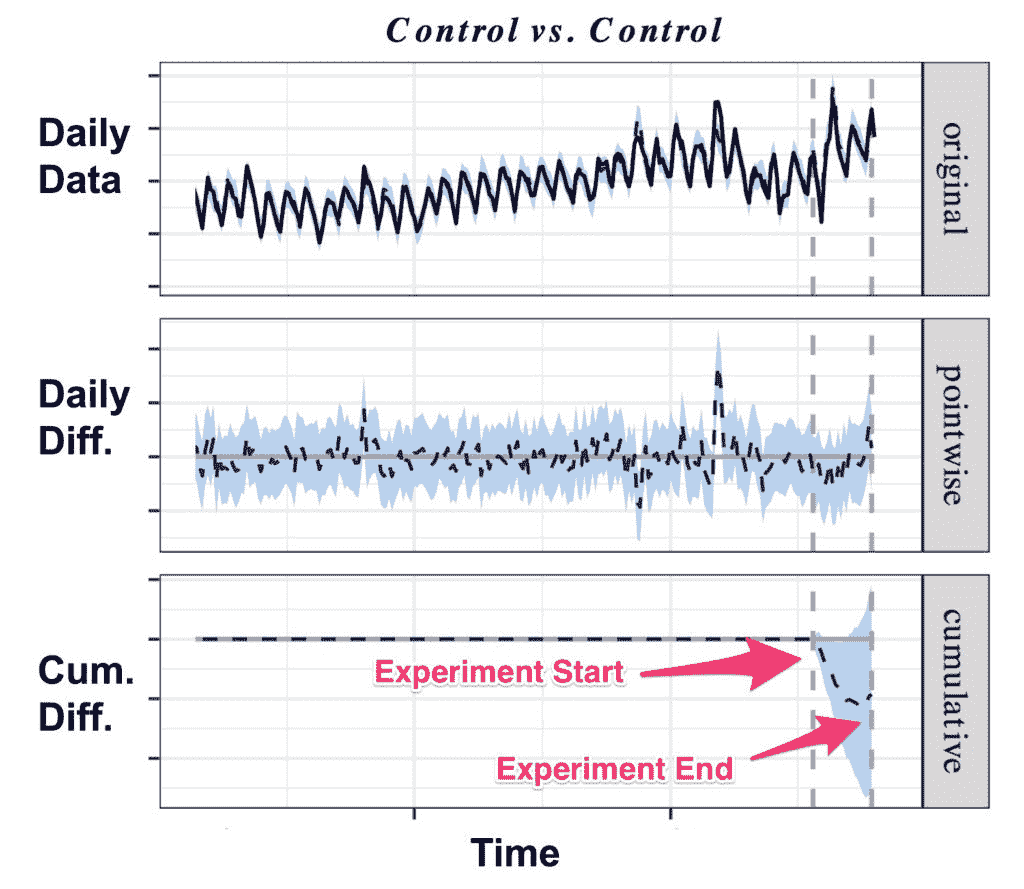 Control vs. Control
Daily
Data
original
Daily
Diff.
pointwise
Cum.
Diff.
Experiment Start
Experiment End
cumulative
Time